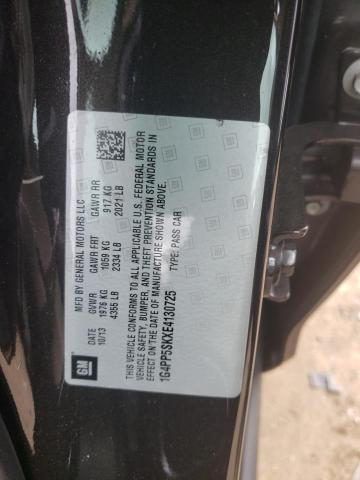 MFD BY GENERAL MOTORS LLC
DATE GVWR GAWR FRT GAWR RR
10/13 1976 KG 1059 KG 917 KG
4355 LB 2334 LB 2021 LB
THIS VEHICLE CONFORMS TO ALL APPLICABLE U.S. FEDERAL MOTOR
VEHICLE SAFETY, BUMPER, AND THEFT PREVENTION STANDARDS IN
EFFECT ON THE DATE OF MANUFACTURE SHOWN ABOVE.
1G4PP5SKXE4130725 TYPE: PASS CAR
GM